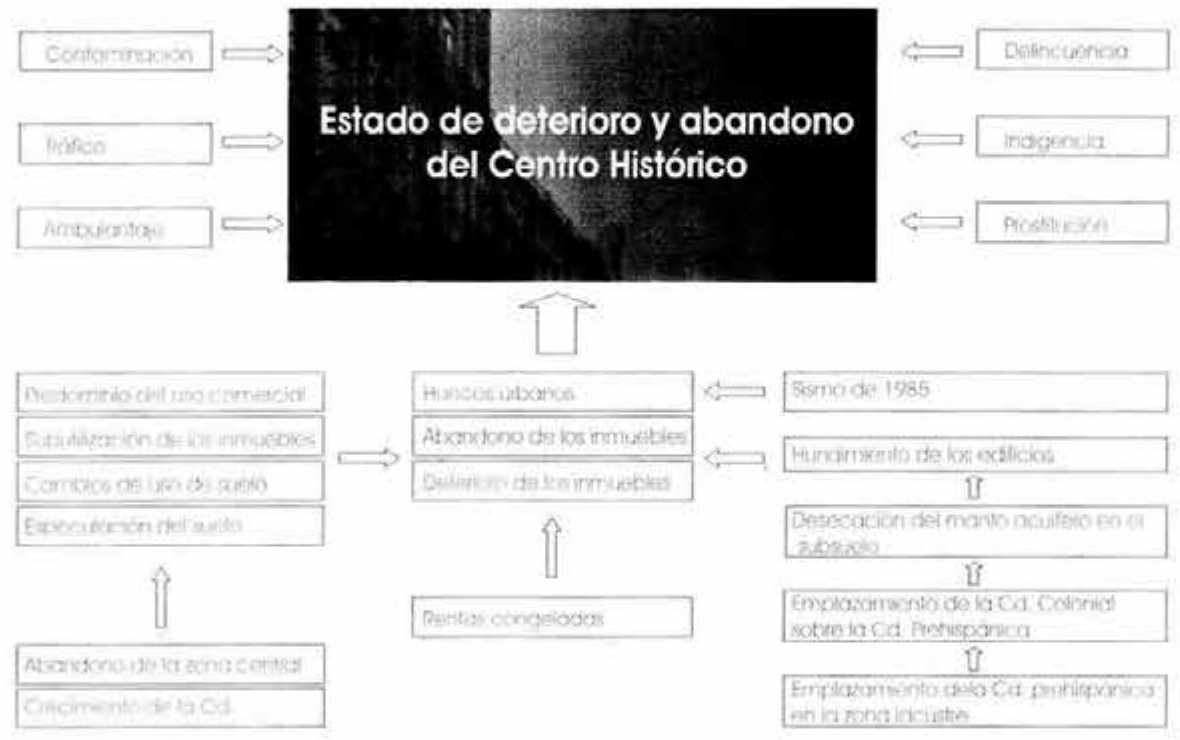 Contaminación
Tráfico
Ambulantaje
Estado de deterioro y abandono
del Centro Histórico
Delincuencia
Indigencia
Prostitución
Predominio del uso comercial
Subutilización de los inmuebles
Cambios de uso de suelo
Especulación del suelo
Huecos urbanos
Abandono de los inmuebles
Deterioro de los inmuebles
Sismo de 1985
Hundimiento de los edificios
Desecación del manto acuífero en el
subsuelo
Emplazamiento de la Cd. Colonial
sobre la Cd. Prehispánica
Emplazamiento dela Cd. prehispánica
en la zona lacustre
Rentas congeladas
Abandono de la zona central
Crecimiento de la Cd.